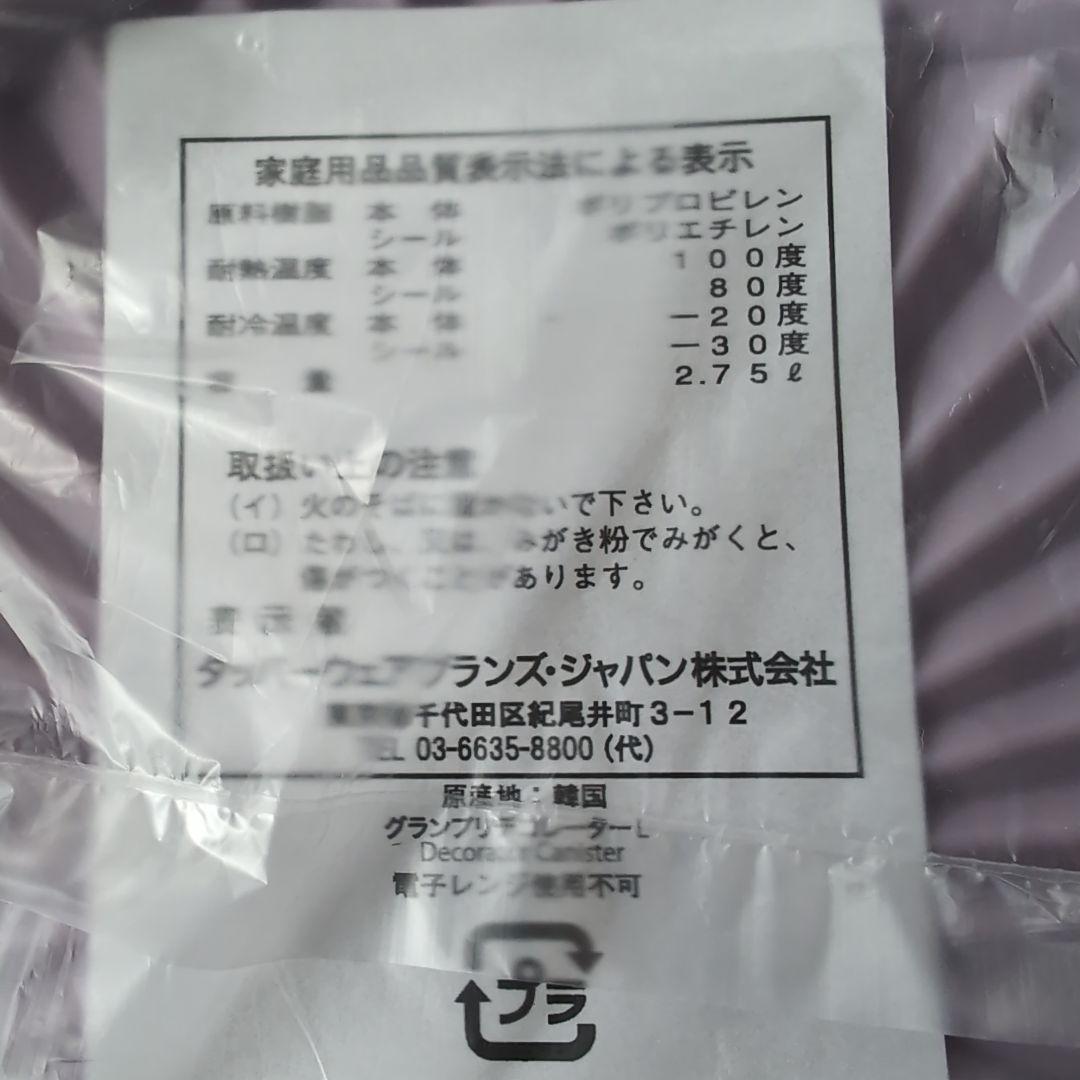 家庭用品品質表示法による表示
原料樹脂 本 体 ポリプロピレン
シール ポリエチレン
耐熱温度 本 体 100度
シール 80度
耐冷温度 本 体 −20度
シール −30度
容 量 2.75ℓ
取扱い上の注意
(イ) 火のそばに置かないで下さい。
(ロ) たわし、又は、みがき粉でみがくと、
傷がつくことがあります。
表示者
タッパーウェアブランズ・ジャパン株式会社
東京都千代田区紀尾井町3−12
TEL 03-6635-8800 (代)
原産地:韓国
グランプリデコレーターL
Decorator Canister
電子レンジ使用不可
プラ